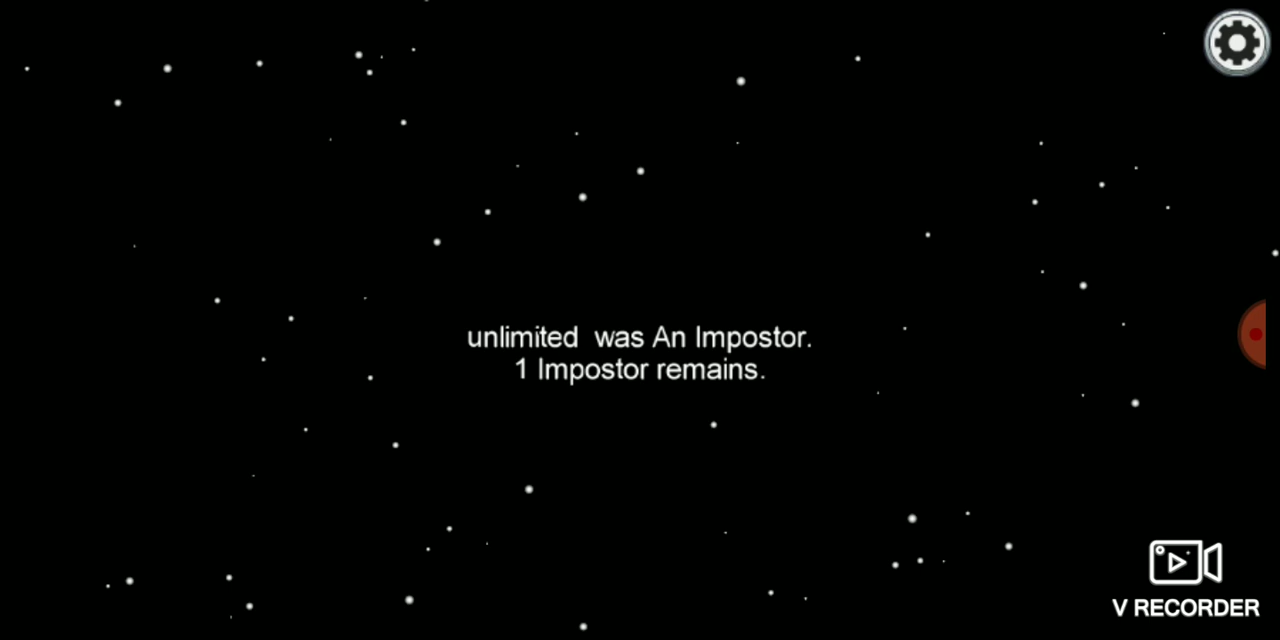 unlimited  was An Impostor.
1 Impostor remains.
V RECORDER